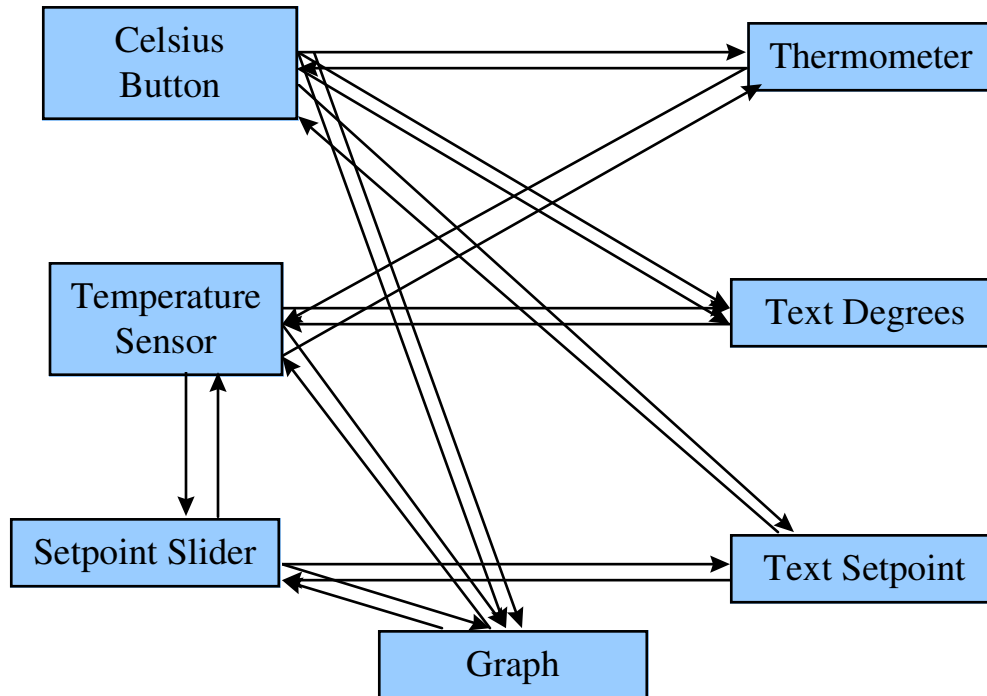 Celsius
Button
Thermometer
Temperature
Sensor
Text Degrees
Setpoint Slider
Text Setpoint
Graph